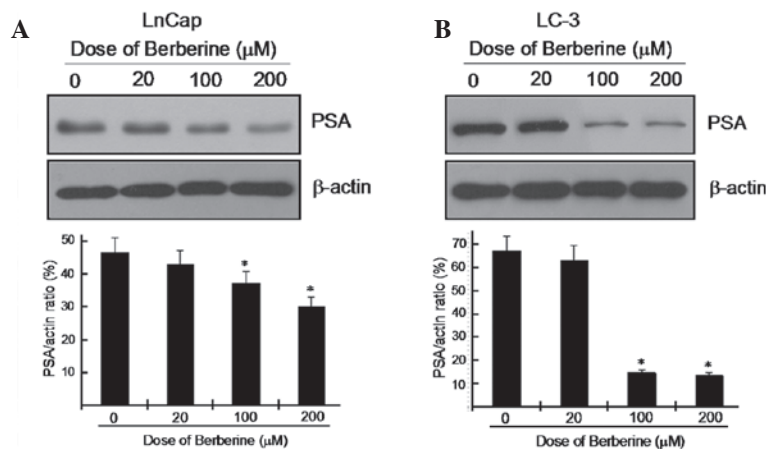 A
LnCap
Dose of Berberine (μM)
0 20 100 200
PSA
β-actin
50
40
30
20
10
PSA/actin ratio (%)
* *
0 20 100 200
Dose of Berberine (μM)
B
LC-3
Dose of Berberine (μM)
0 20 100 200
PSA
β-actin
70
60
50
40
30
20
10
PSA/actin ratio (%)
* *
0 20 100 200
Dose of Berberine (μM)